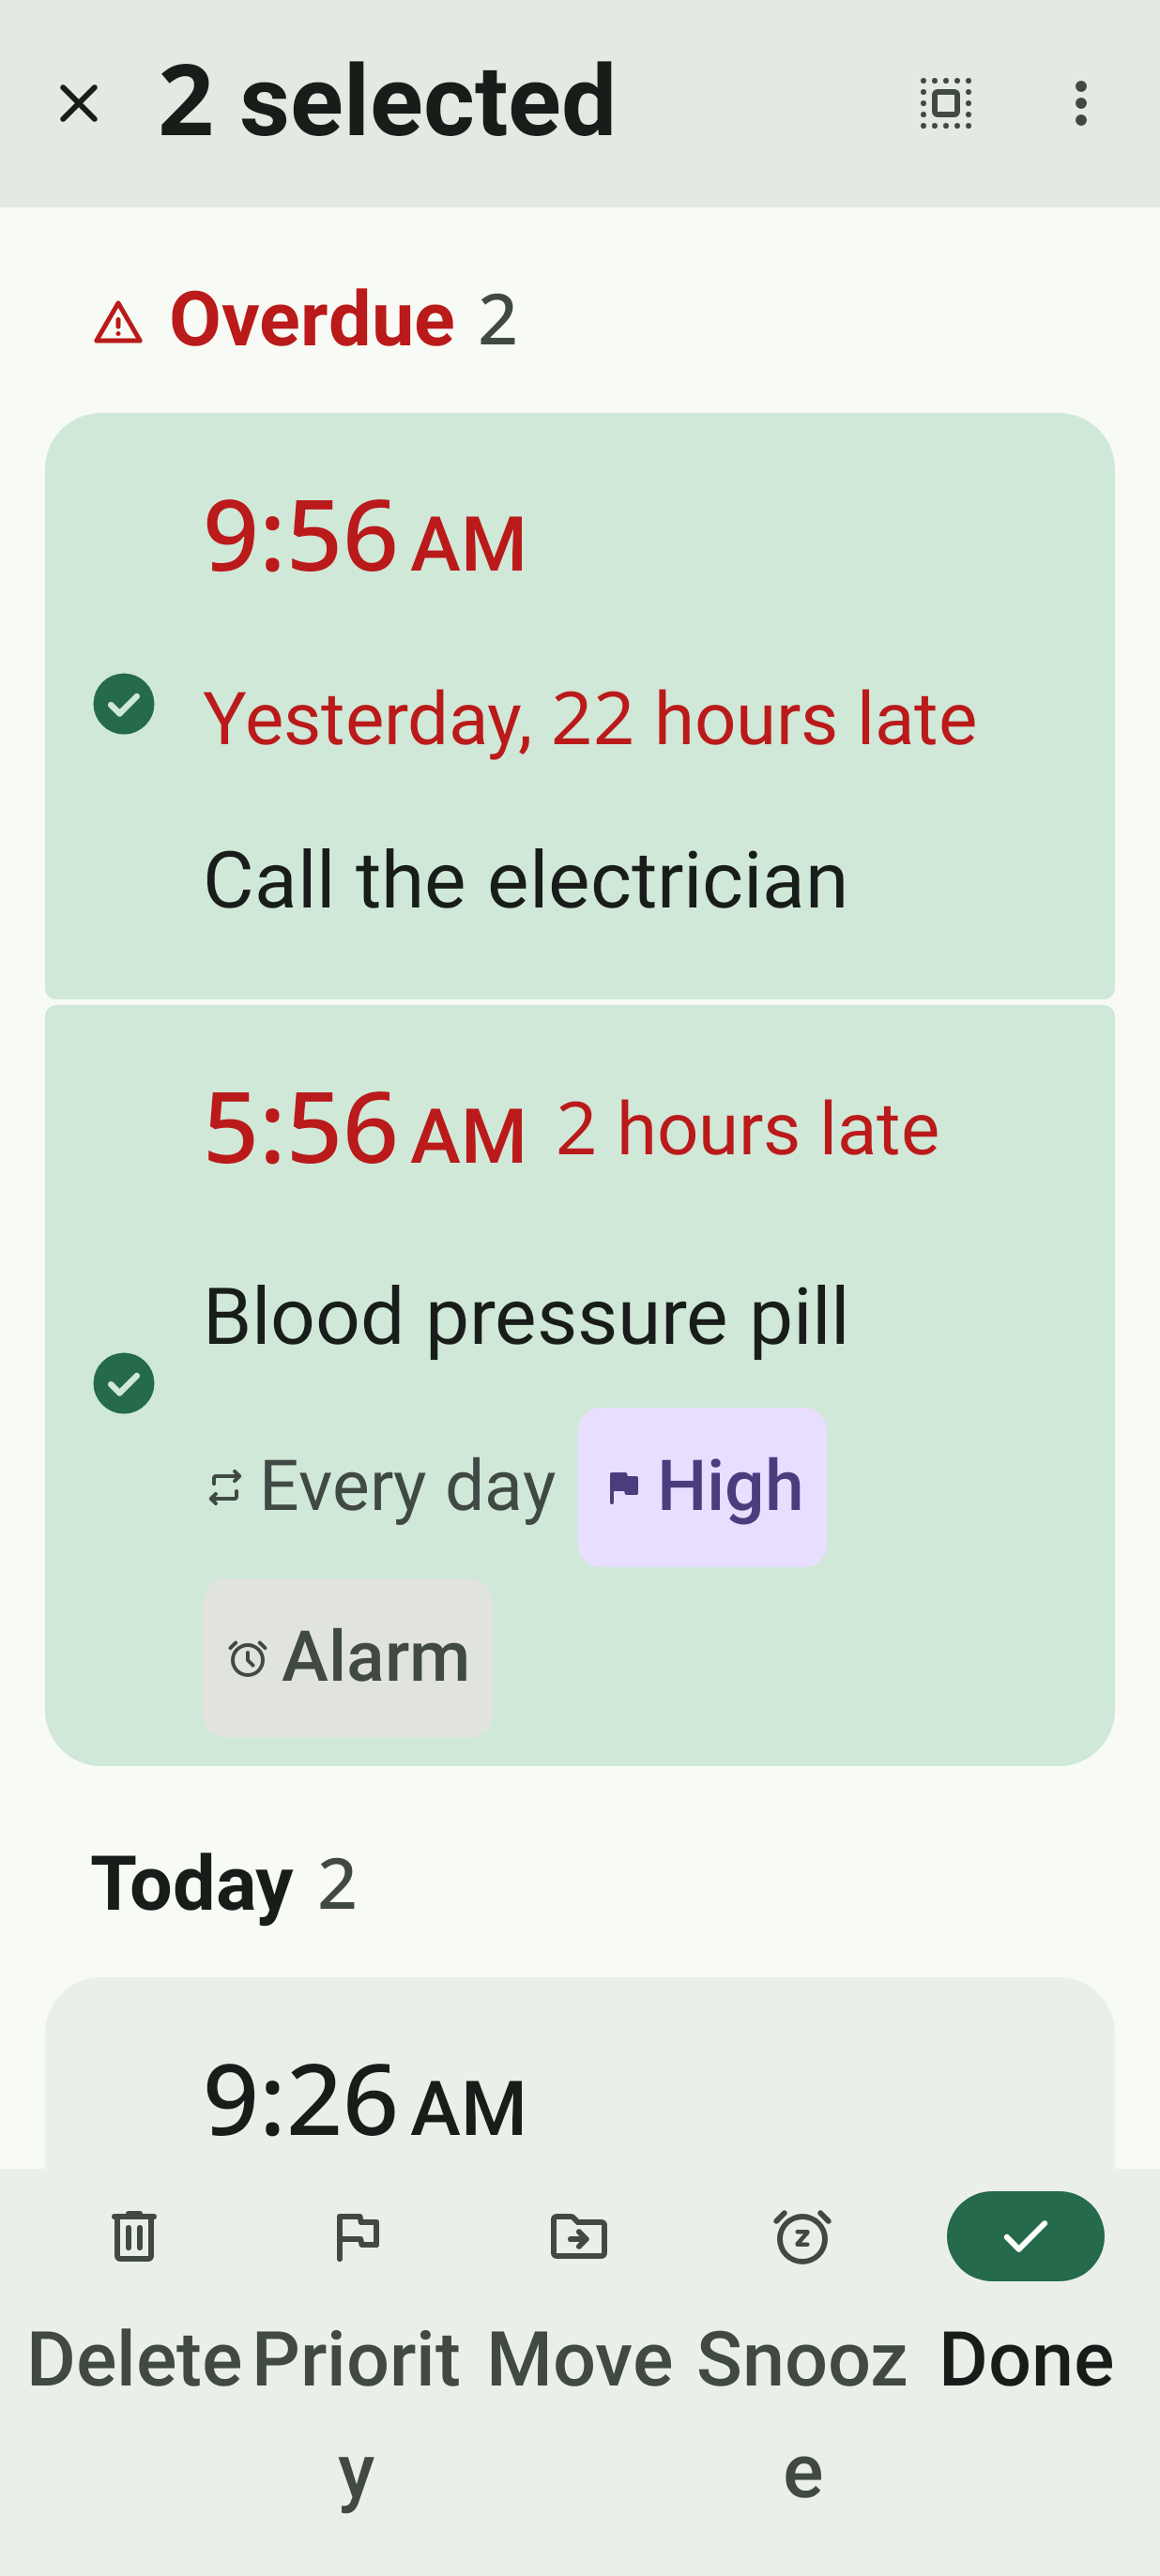 2 selected
Overdue 2
9:56 AM
Yesterday, 22 hours late
Call the electrician
5:56 AM 2 hours late
Blood pressure pill
Every day High
Alarm
Today 2
9:26 AM
Delete Priorit Move Snooz Done
y e